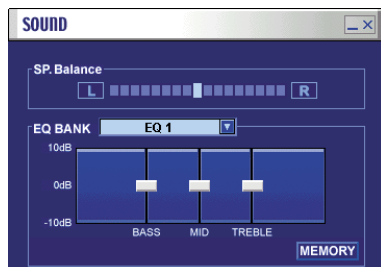 SOUND
SP. Balance
L R
EQ BANK EQ 1
10dB
0dB
-10dB
BASS MID TREBLE
MEMORY